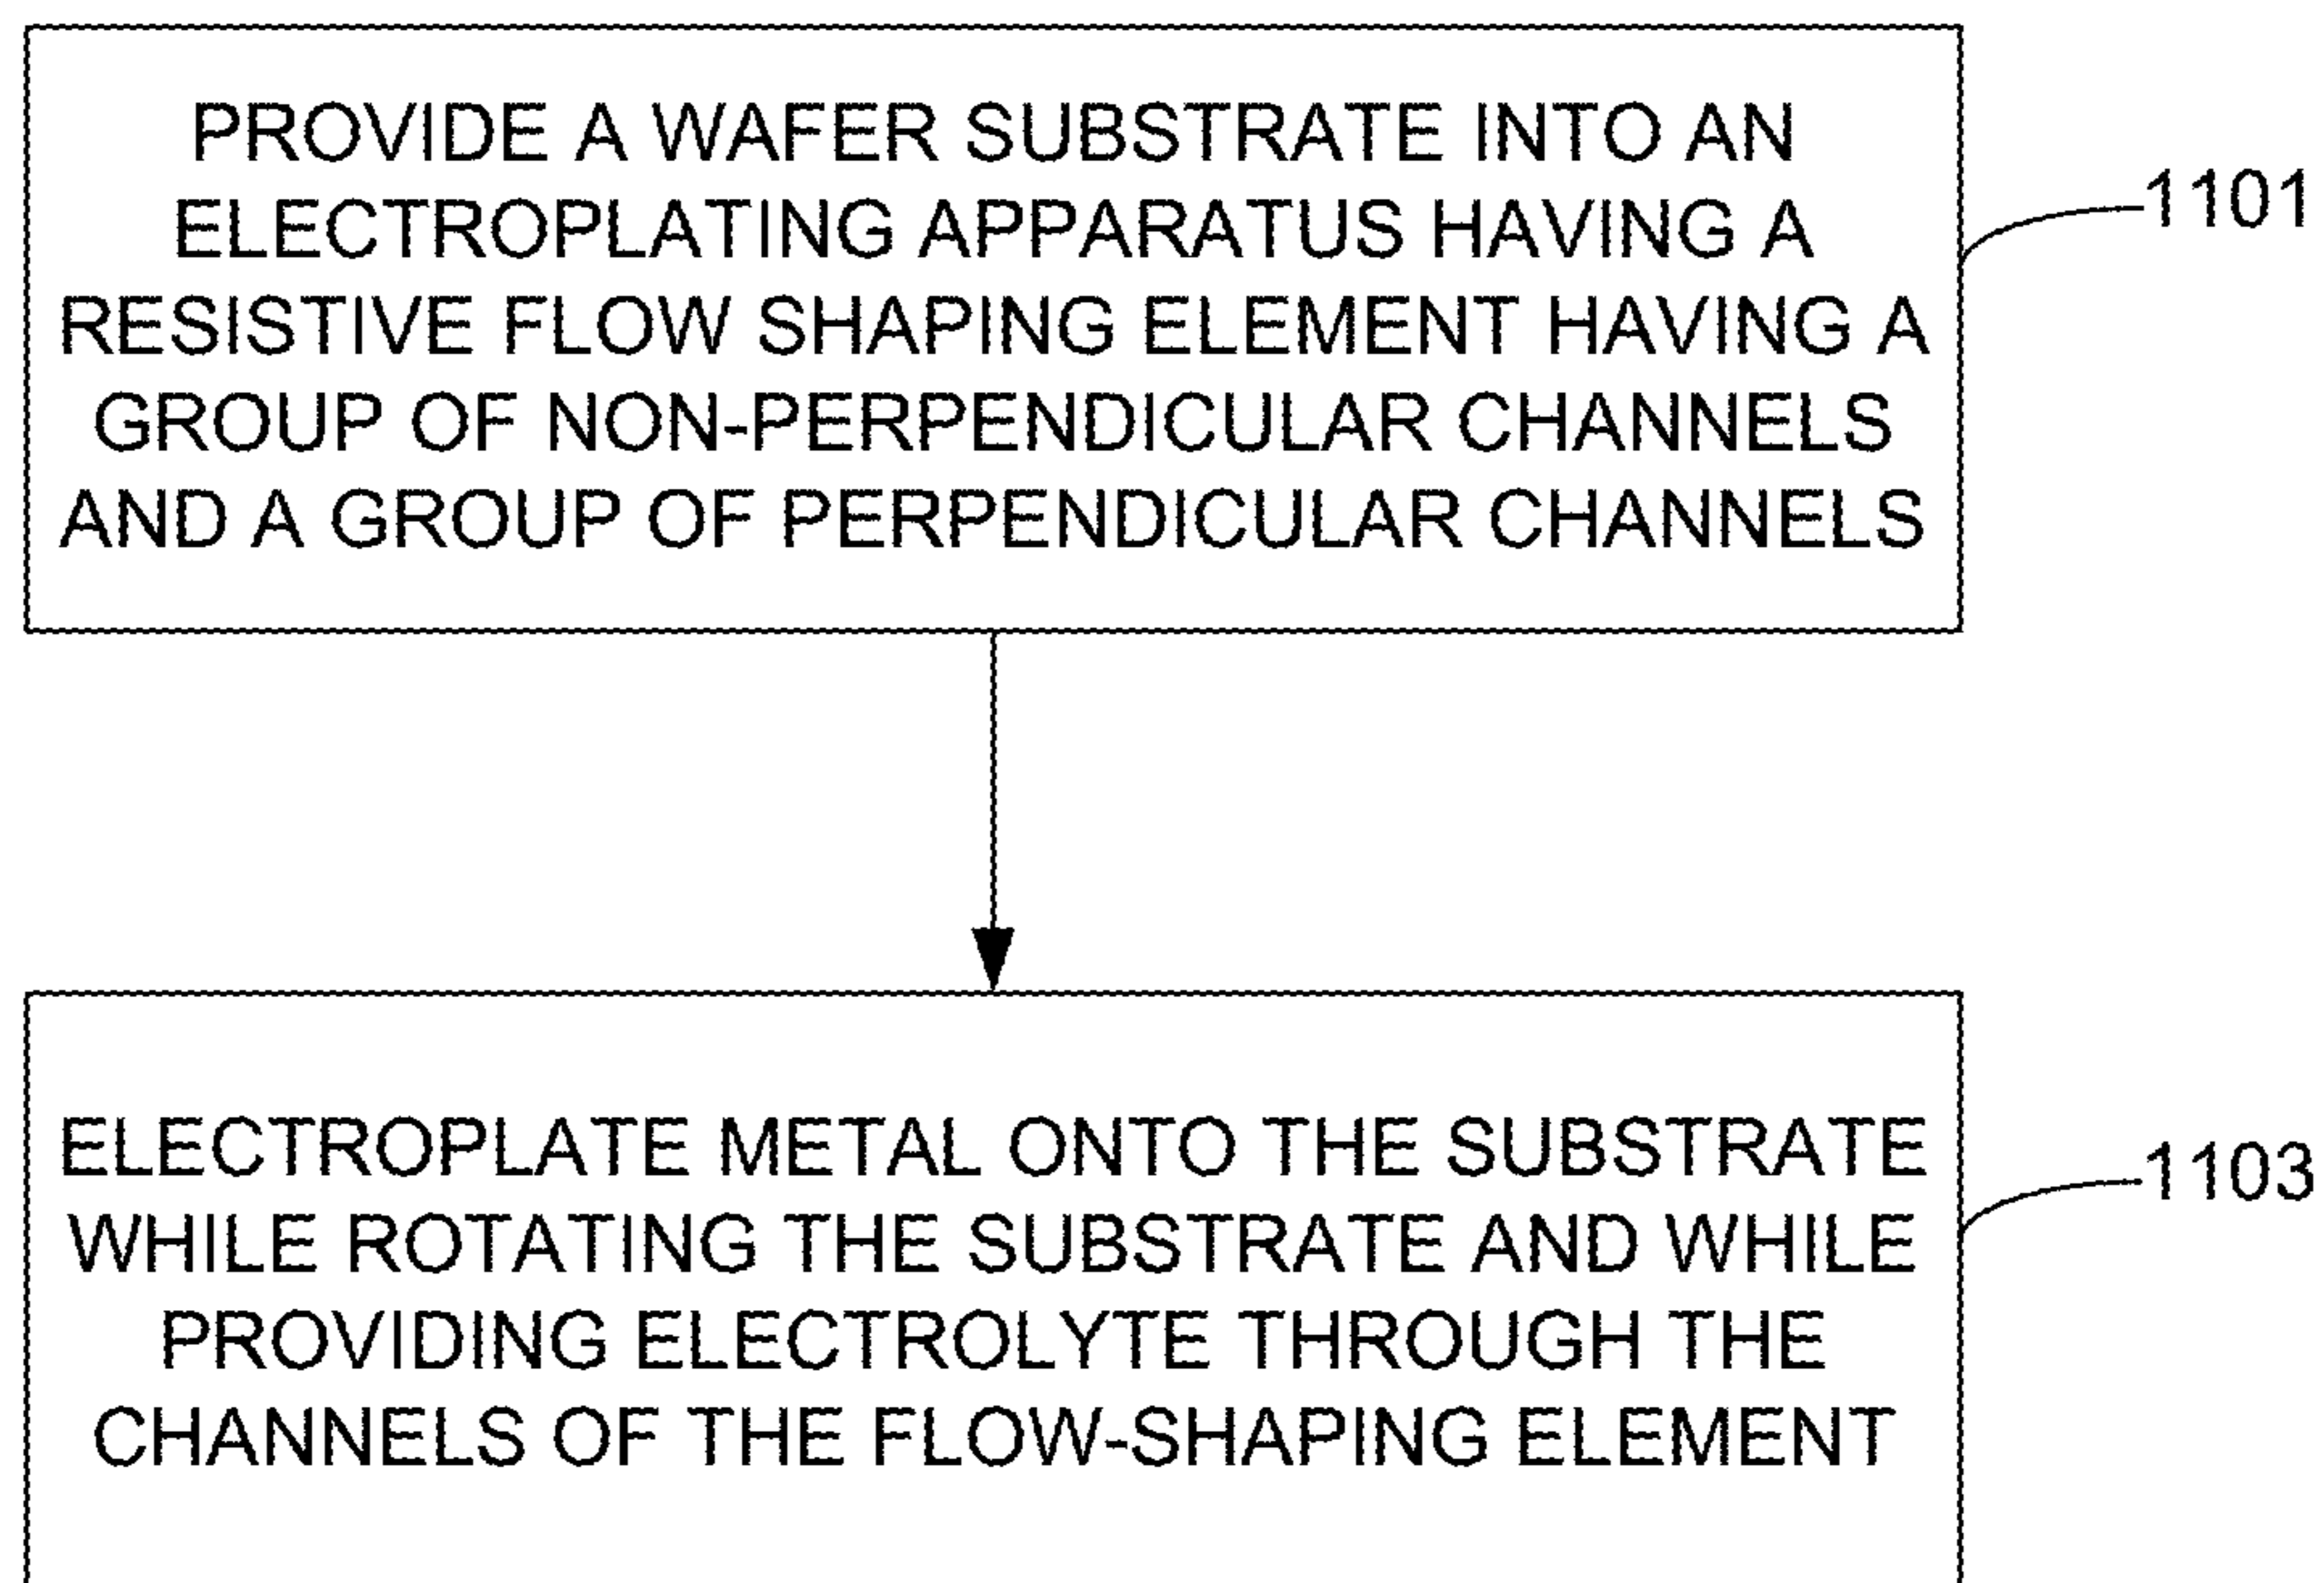 PROVIDE A WAFER SUBSTRATE INTO AN
ELECTROPLATING APPARATUS HAVING A
RESISTIVE FLOW SHAPING ELEMENT HAVING A
GROUP OF NON-PERPENDICULAR CHANNELS
AND A GROUP OF PERPENDICULAR CHANNELS
1101
ELECTROPLATE METAL ONTO THE SUBSTRATE
WHILE ROTATING THE SUBSTRATE AND WHILE
PROVIDING ELECTROLYTE THROUGH THE
CHANNELS OF THE FLOW-SHAPING ELEMENT
1103